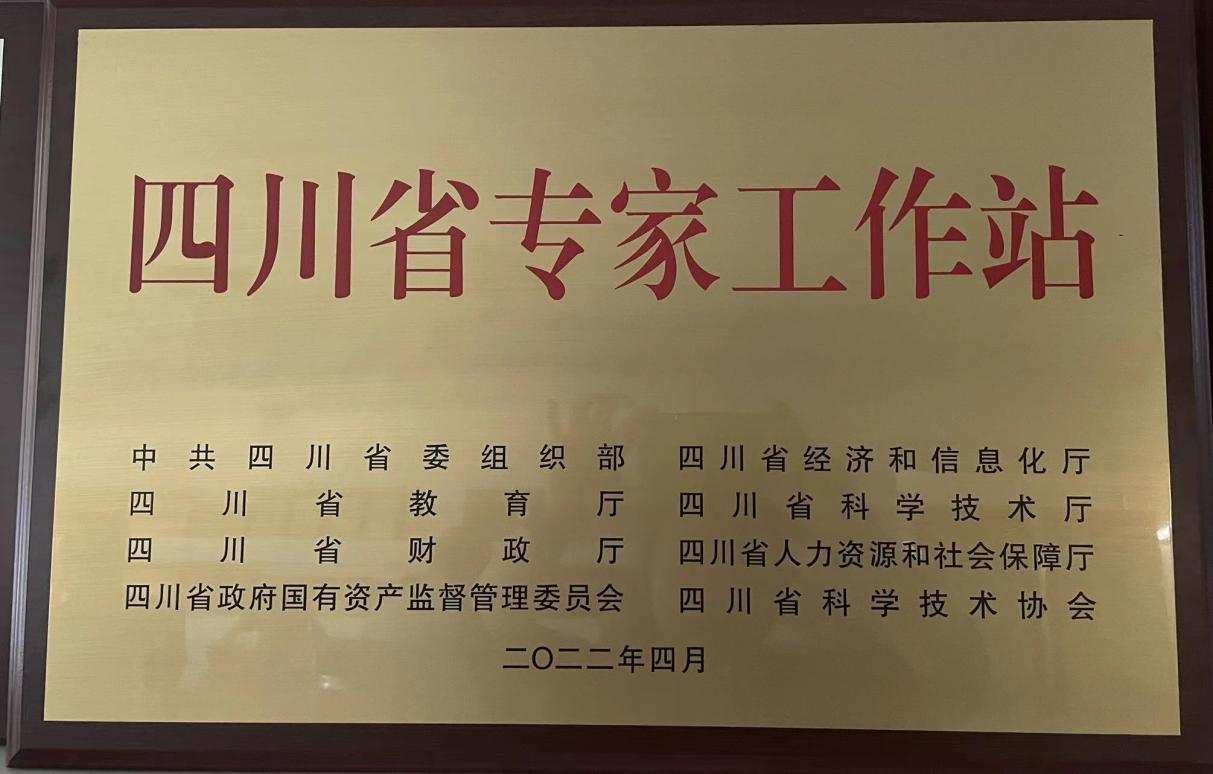 四川省专家工作站
中共四川省委组织部 四川省经济和信息化厅
四川省教育厅 四川省科学技术厅
四川省财政厅 四川省人力资源和社会保障厅
四川省政府国有资产监督管理委员会 四川省科学技术协会
二〇二二年四月